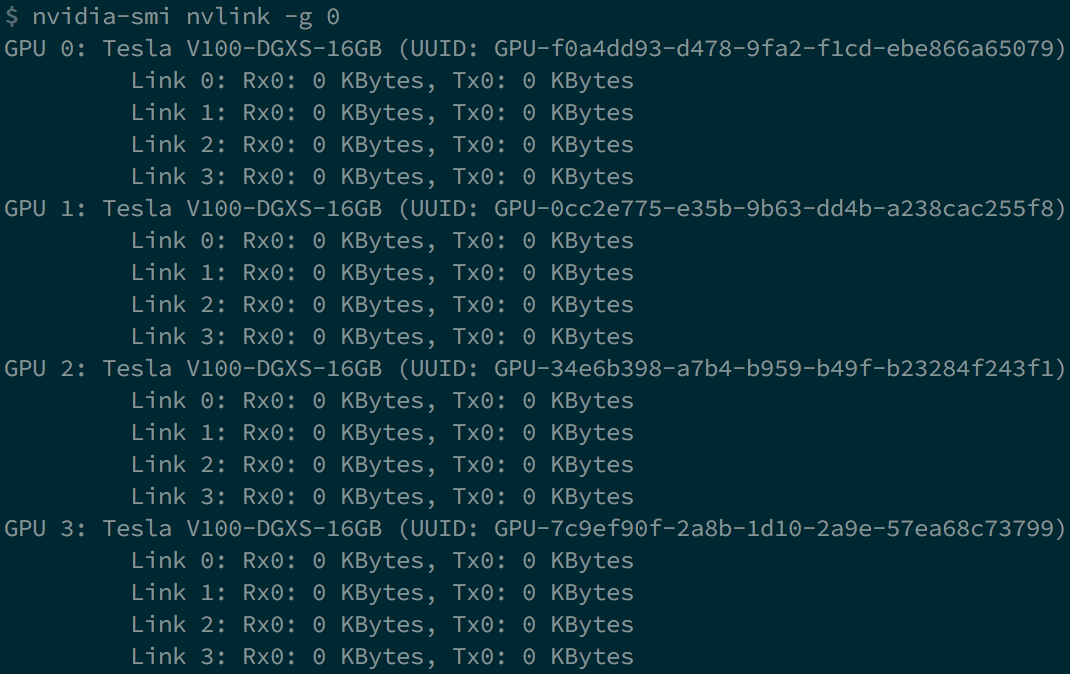 $ nvidia-smi nvlink -g 0
GPU 0: Tesla V100-DGXS-16GB (UUID: GPU-f0a4dd93-d478-9fa2-f1cd-ebe866a65079)
Link 0: Rx0: 0 KBytes, Tx0: 0 KBytes
Link 1: Rx0: 0 KBytes, Tx0: 0 KBytes
Link 2: Rx0: 0 KBytes, Tx0: 0 KBytes
Link 3: Rx0: 0 KBytes, Tx0: 0 KBytes
GPU 1: Tesla V100-DGXS-16GB (UUID: GPU-0cc2e775-e35b-9b63-dd4b-a238cac255f8)
Link 0: Rx0: 0 KBytes, Tx0: 0 KBytes
Link 1: Rx0: 0 KBytes, Tx0: 0 KBytes
Link 2: Rx0: 0 KBytes, Tx0: 0 KBytes
Link 3: Rx0: 0 KBytes, Tx0: 0 KBytes
GPU 2: Tesla V100-DGXS-16GB (UUID: GPU-34e6b398-a7b4-b959-b49f-b23284f243f1)
Link 0: Rx0: 0 KBytes, Tx0: 0 KBytes
Link 1: Rx0: 0 KBytes, Tx0: 0 KBytes
Link 2: Rx0: 0 KBytes, Tx0: 0 KBytes
Link 3: Rx0: 0 KBytes, Tx0: 0 KBytes
GPU 3: Tesla V100-DGXS-16GB (UUID: GPU-7c9ef90f-2a8b-1d10-2a9e-57ea68c73799)
Link 0: Rx0: 0 KBytes, Tx0: 0 KBytes
Link 1: Rx0: 0 KBytes, Tx0: 0 KBytes
Link 2: Rx0: 0 KBytes, Tx0: 0 KBytes
Link 3: Rx0: 0 KBytes, Tx0: 0 KBytes